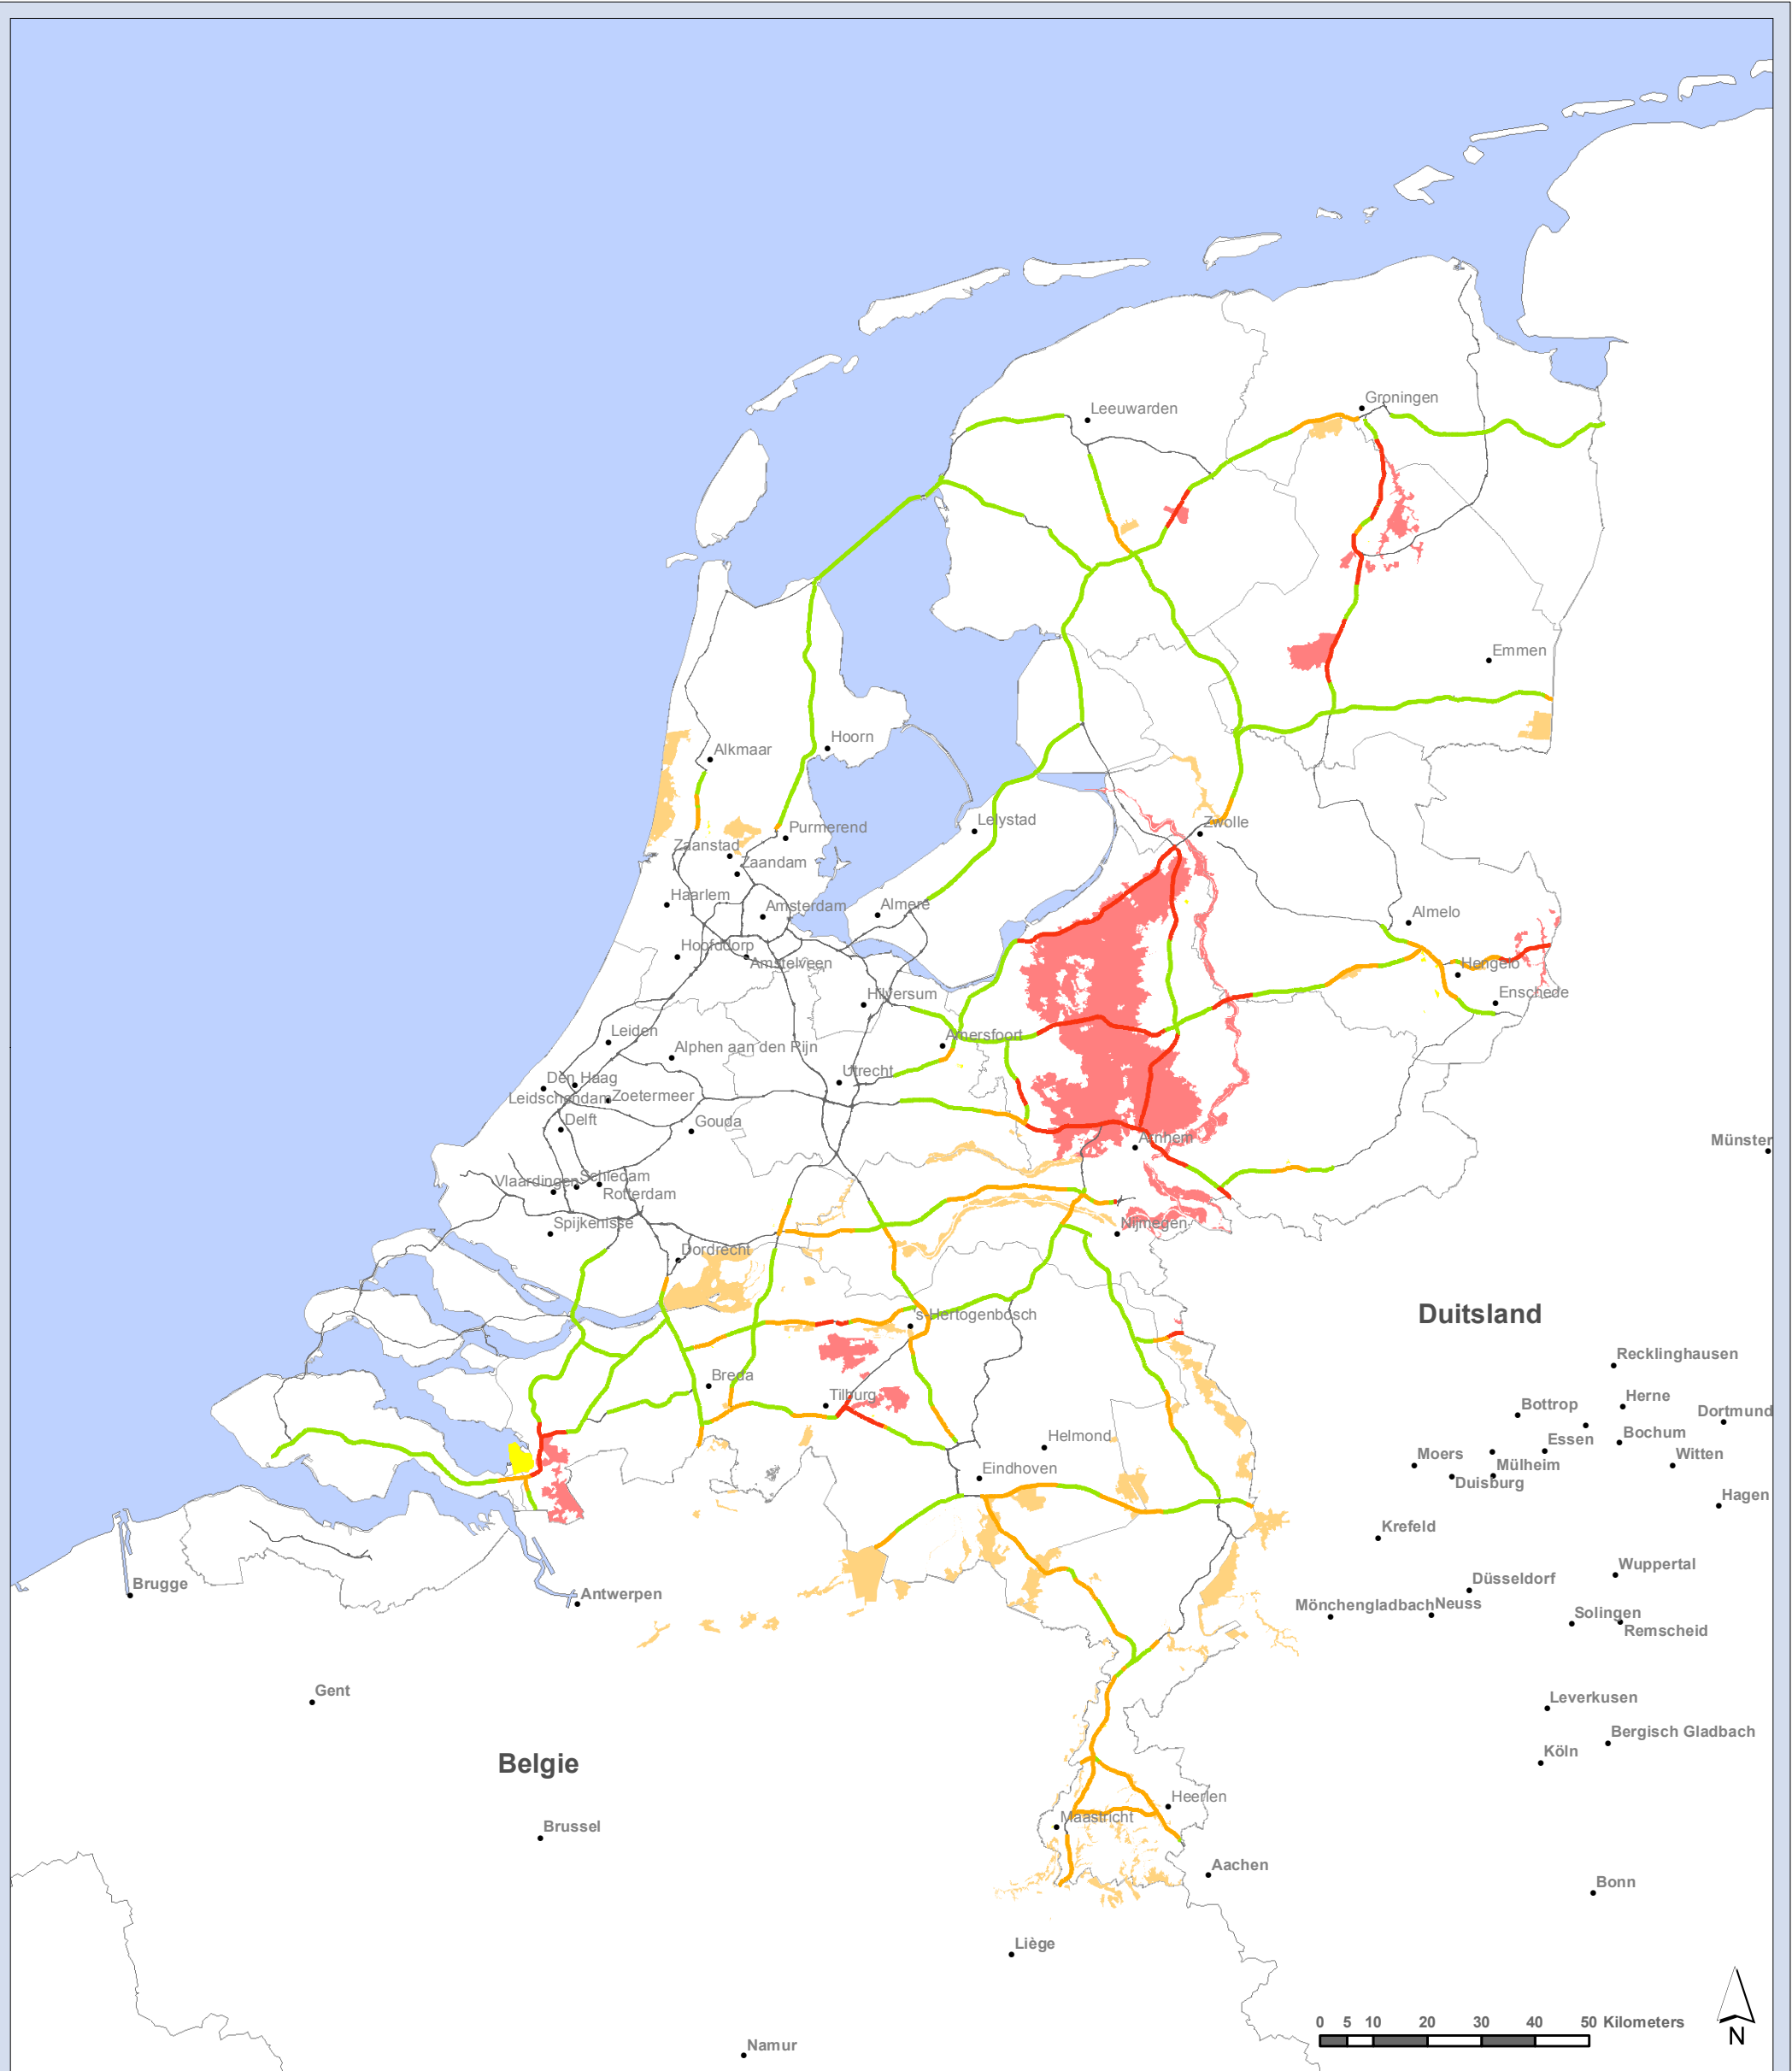 Groningen
Leeuwarden
Emmen
Alkmaar
Hoorn
Lelystad
Purmerend
Zwolle
Zaanstad
Zaandam
Haarlem
Amsterdam
Almere
Almelo
Hoofddorp
Amstelveen
Hengelo
Hilversum
Enschede
Leiden
Amersfoort
Alphen aan den Rijn
Utrecht
Den Haag
Leidschendam
Zoetermeer
Delft
Gouda
Arnhem
Münster
Vlaardingen
Schiedam
Rotterdam
Spijkenisse
Nijmegen
Dordrecht
's-Hertogenbosch
Duitsland
Recklinghausen
Breda
Tilburg
Herne
Bottrop
Dortmund
Bochum
Essen
Helmond
Moers
Witten
Mülheim
Eindhoven
Duisburg
Hagen
Krefeld
Wuppertal
Brugge
Antwerpen
Düsseldorf
Mönchengladbach
Neuss
Solingen
Remscheid
Gent
Leverkusen
Bergisch Gladbach
Köln
Belgie
Heerlen
Maastricht
Brussel
Aachen
Bonn
Liège
0 5 10 20 30 40 50 Kilometers
N
Namur